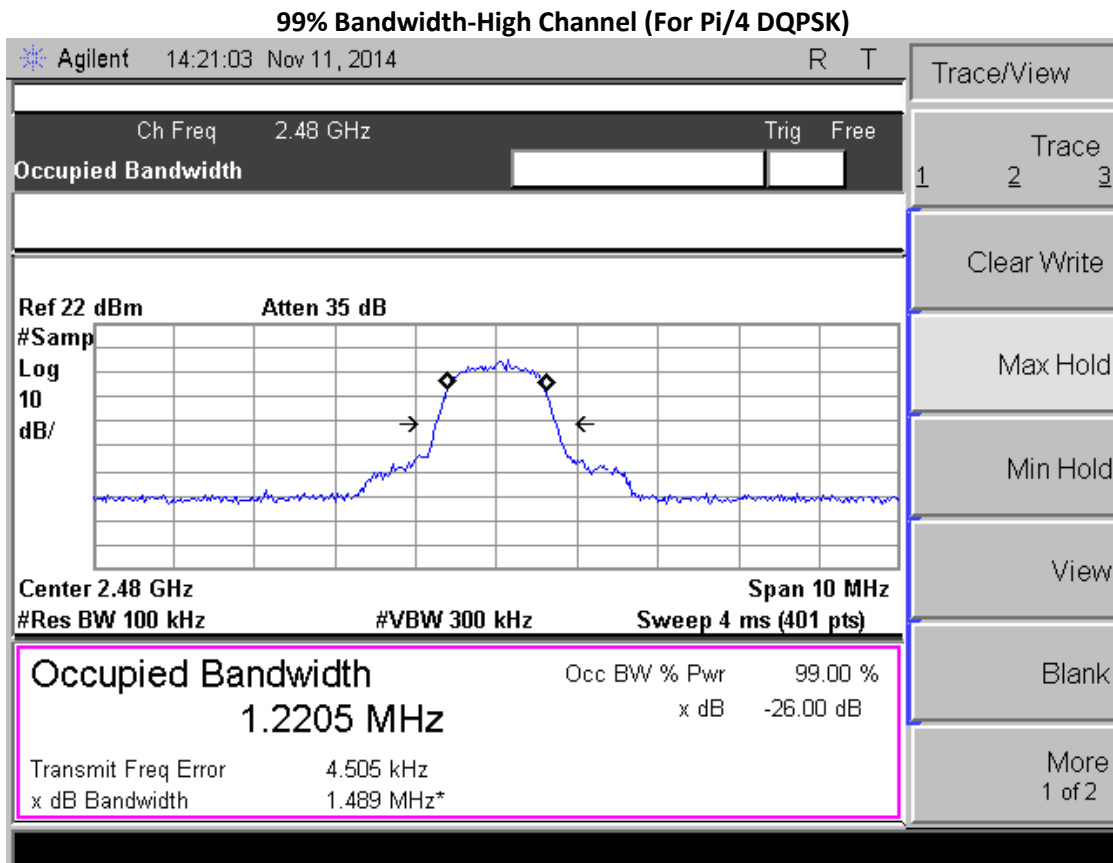 99% Bandwidth-High Channel (For Pi/4 DQPSK)
Agilent 14:21:03 Nov 11, 2014 R T
Trace/View
Ch Freq 2.48 GHz Trig Free
Occupied Bandwidth
Trace
1 2 3
Clear Write
Max Hold
Min Hold
View
Blank
More
1 of 2
Ref 22 dBm Atten 35 dB
#Samp
Log
10
dB/
Center 2.48 GHz Span 10 MHz
#Res BW 100 kHz #VBW 300 kHz Sweep 4 ms (401 pts)
Occupied Bandwidth Occ BW % Pwr 99.00 %
1.2205 MHz x dB -26.00 dB
Transmit Freq Error 4.505 kHz
x dB Bandwidth 1.489 MHz*